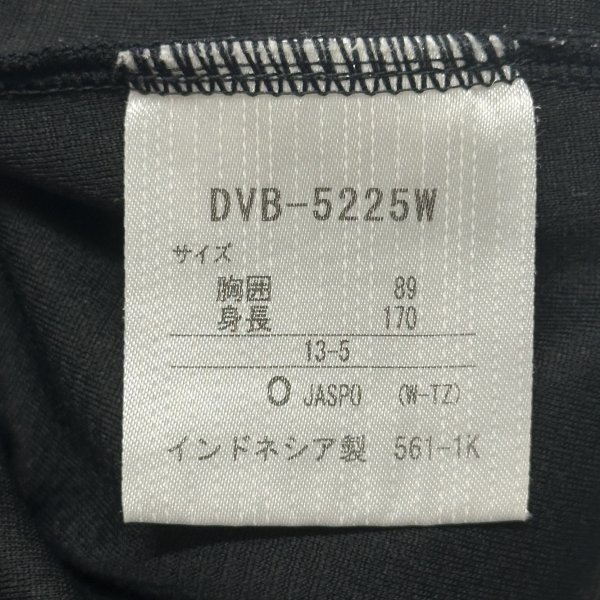 DVB-5225W
サイズ
胸囲 89
身長 170
13-5
O JASPO (W-TZ)
インドネシア製 561-1K